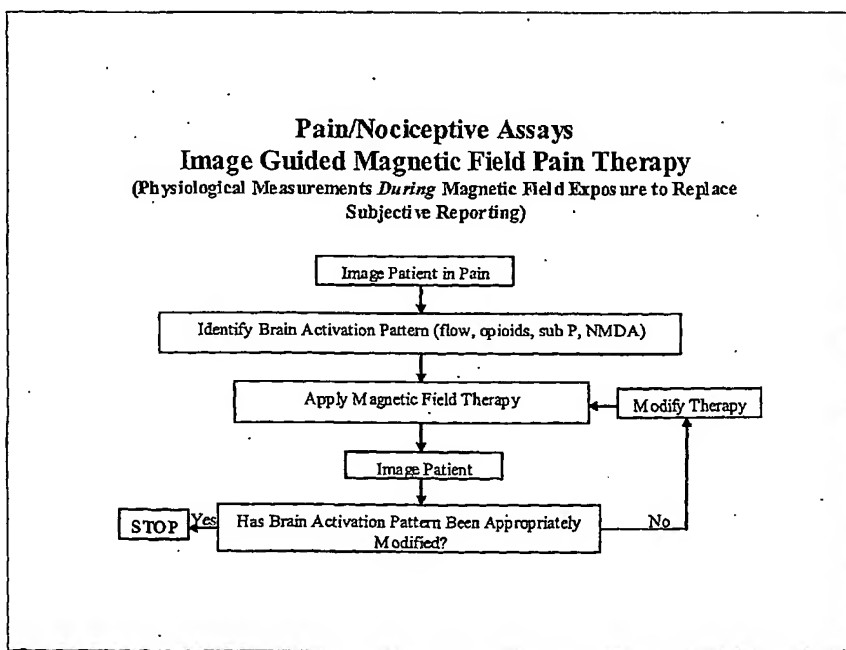 Pain/Nociceptive Assays
Image Guided Magnetic Field Pain Therapy
(Physiological Measurements During Magnetic Field Exposure to Replace
Subjective Reporting)
Image Patient in Pain
Identify Brain Activation Pattern (flow, opioids, sub P, NMDA)
Apply Magnetic Field Therapy
Modify Therapy
Image Patient
STOP
Yes
Has Brain Activation Pattern Been Appropriately
Modified?
No